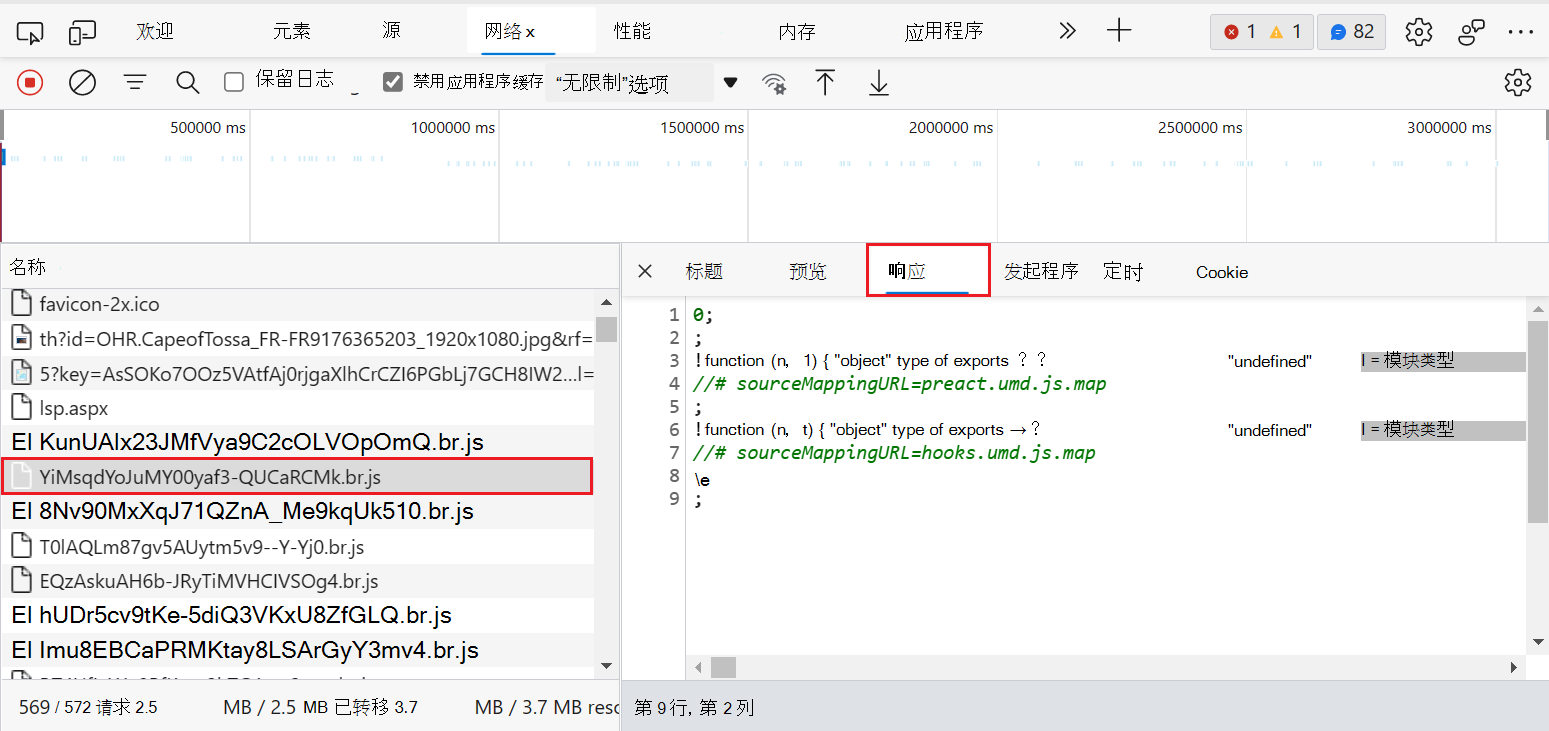 欢迎 元素 源 网络 x 性能 内存 应用程序 1 1 82
保留日志 禁用应用程序缓存 “无限制”选项
500000 ms 1000000 ms 1500000 ms 2000000 ms 2500000 ms 3000000 ms
名称
favicon-2x.ico
th?id=OHR.CapeofTossa_FR-FR9176365203_1920x1080.jpg&rf=
5?key=AsSOKo7OOz5VAtfAj0rjgaXlhCrCZI6PGbLj7GCH8IW2...l=
lsp.aspx
El KunUAIx23JMfVya9C2cOLVOpOmQ.br.js
YiMsqdYoJuMY00yaf3-QUCaRCMk.br.js
El 8Nv90MxXqJ71QZnA_Me9kqUk510.br.js
T0lAQLm87gv5AUytm5v9--Y-Yj0.br.js
EQzAskuAH6b-JRyTiMVHCIVSOg4.br.js
El hUDr5cv9tKe-5diQ3VKxU8ZfGLQ.br.js
El Imu8EBCaPRMKtay8LSArGyY3mv4.br.js
569 / 572 请求 2.5 MB / 2.5 MB 已转移 3.7 MB / 3.7 MB resc
标题 预览 响应 发起程序 定时 Cookie
1 0;
2 ;
3 !function (n, 1) { "object" type of exports ？？ "undefined" I = 模块类型
4 //# sourceMappingURL=preact.umd.js.map
5 ;
6 !function (n, t) { "object" type of exports →？ "undefined" I = 模块类型
7 //# sourceMappingURL=hooks.umd.js.map
8 \e
9 ;
第 9 行, 第 2 列